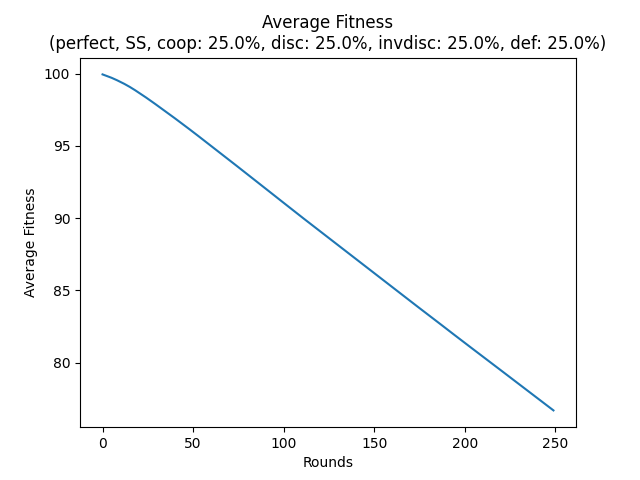 Average Fitness
(perfect, SS, coop: 25.0%, disc: 25.0%, invdisc: 25.0%, def: 25.0%)
100
95
90
85
80
Average Fitness
0
50
100
150
200
250
Rounds